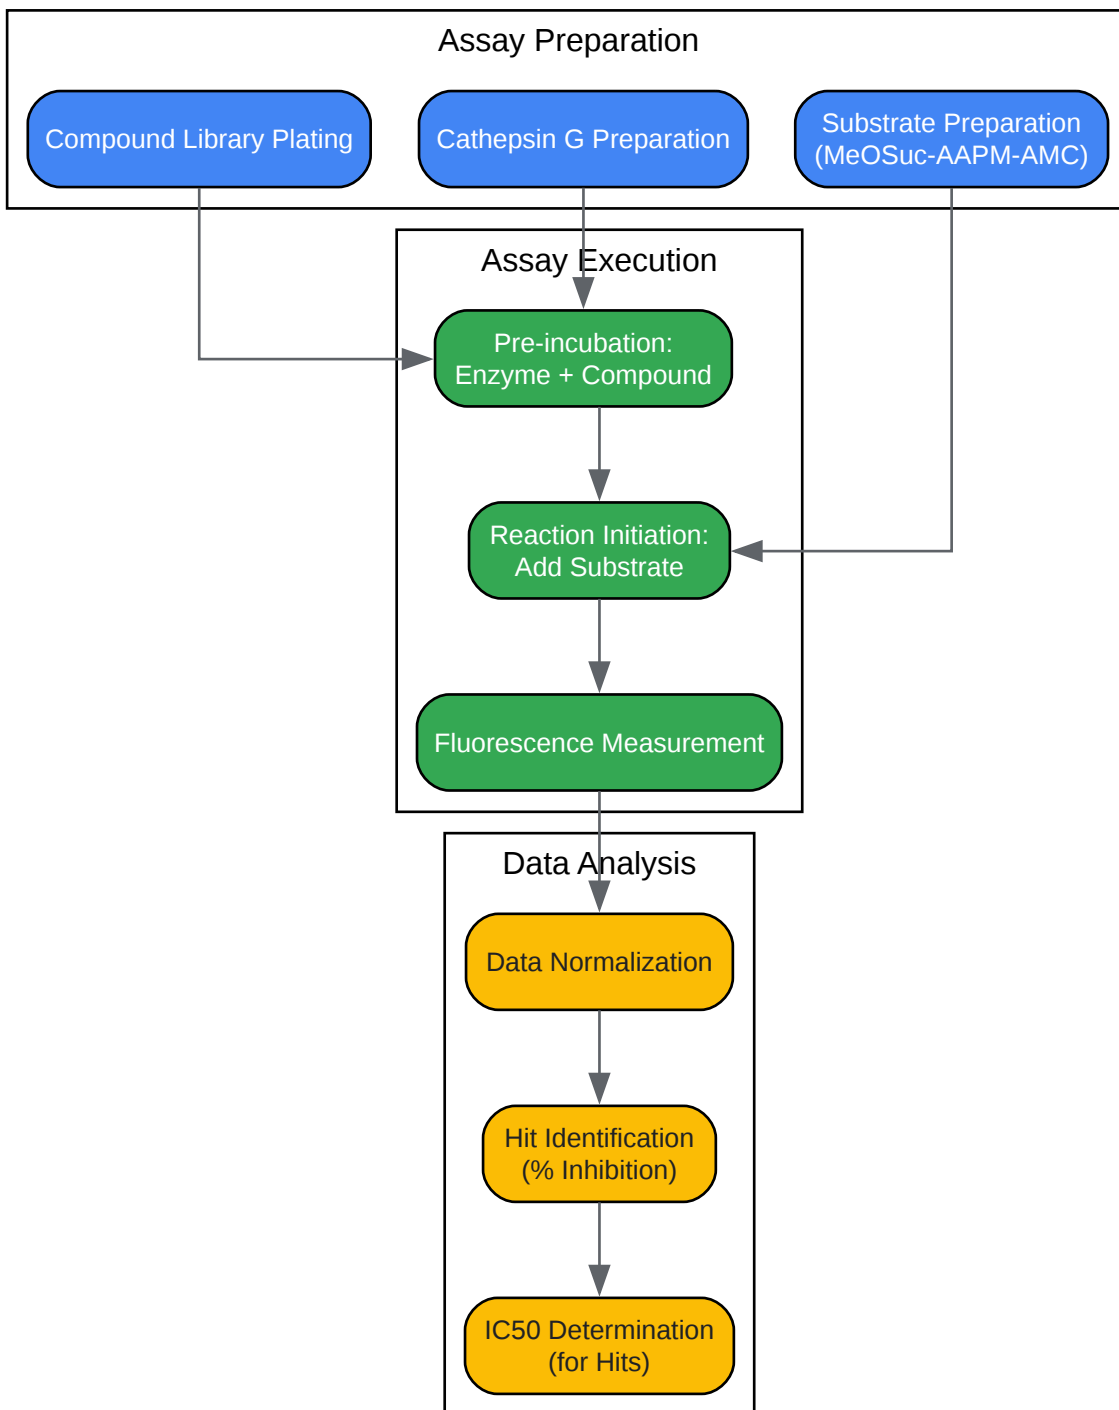 Assay Preparation
Compound Library Plating
Cathepsin G Preparation
Substrate Preparation
(MeOSuc-AAPM-AMC)
Assay Execution
Pre-incubation:
Enzyme + Compound
Reaction Initiation:
Add Substrate
Fluorescence Measurement
Data Analysis
Data Normalization
Hit Identification
(% Inhibition)
IC50 Determination
(for Hits)